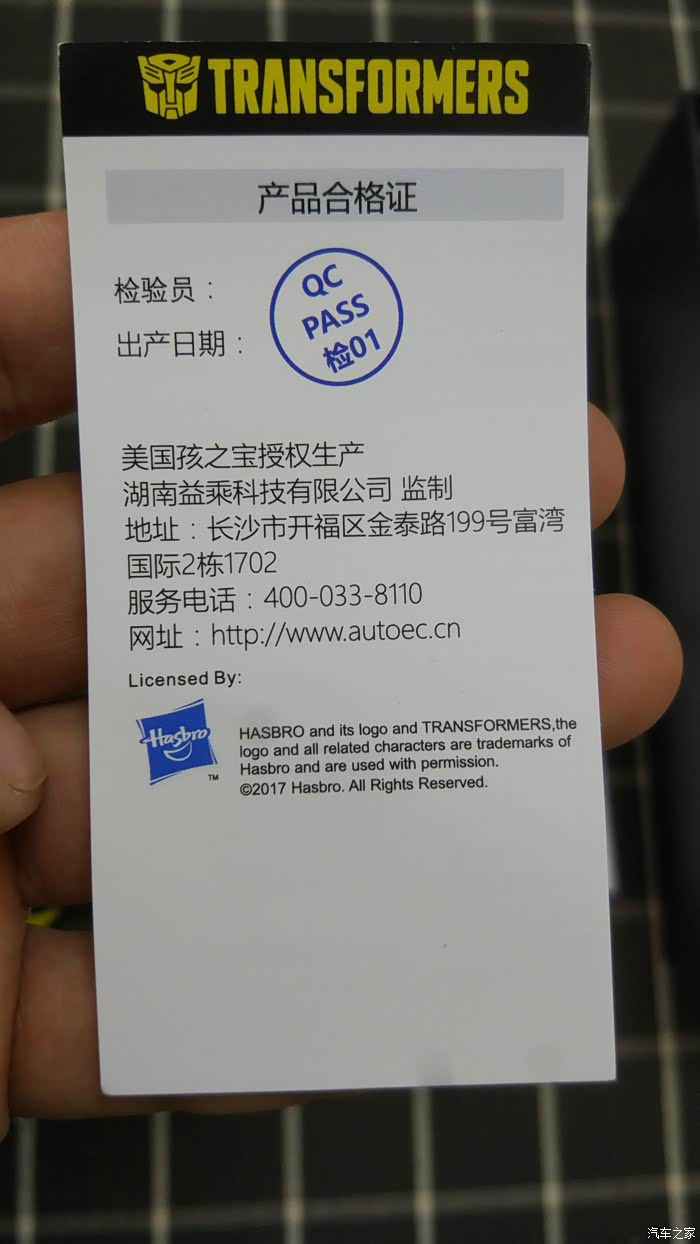 TRANSFORMERS
产品合格证
检验员：
QC
PASS
检01
出产日期：
美国孩之宝授权生产
湖南益乘科技有限公司 监制
地址：长沙市开福区金泰路199号富湾
国际2栋1702
服务电话：400-033-8110
网址：http://www.autoec.cn
Licensed By:
Hasbro
TM
HASBRO and its logo and TRANSFORMERS,the
logo and all related characters are trademarks of
Hasbro and are used with permission.
©2017 Hasbro. All Rights Reserved.
汽车之家